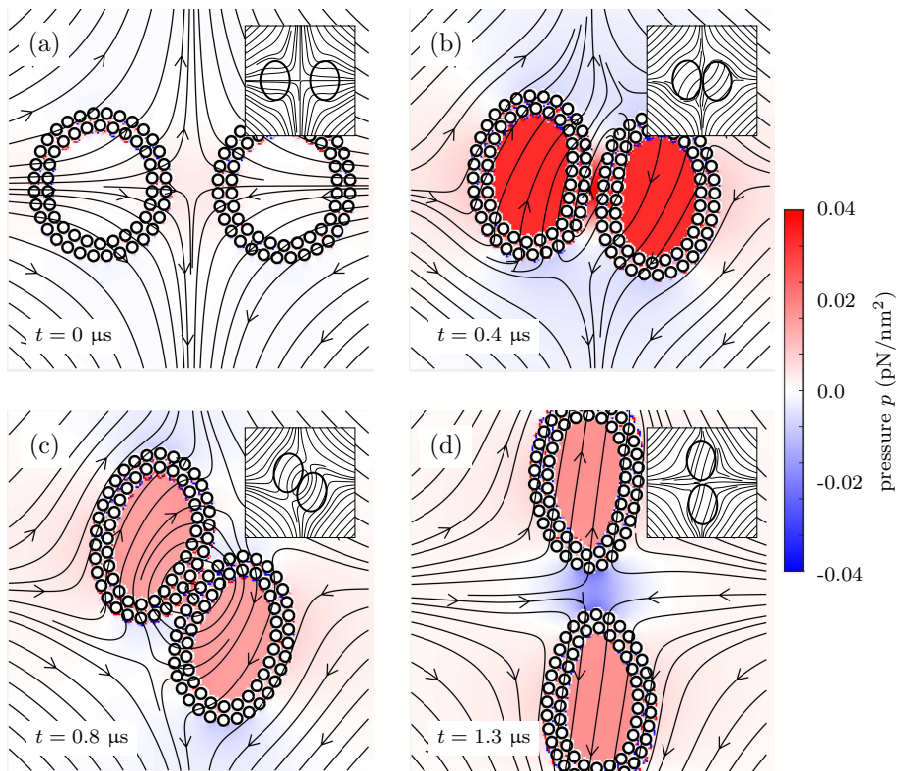 (a)
t = 0 μs
(b)
t = 0.4 μs
(c)
t = 0.8 μs
(d)
t = 1.3 μs
0.04
0.02
0.0
-0.02
-0.04
pressure p (pN/nm²)